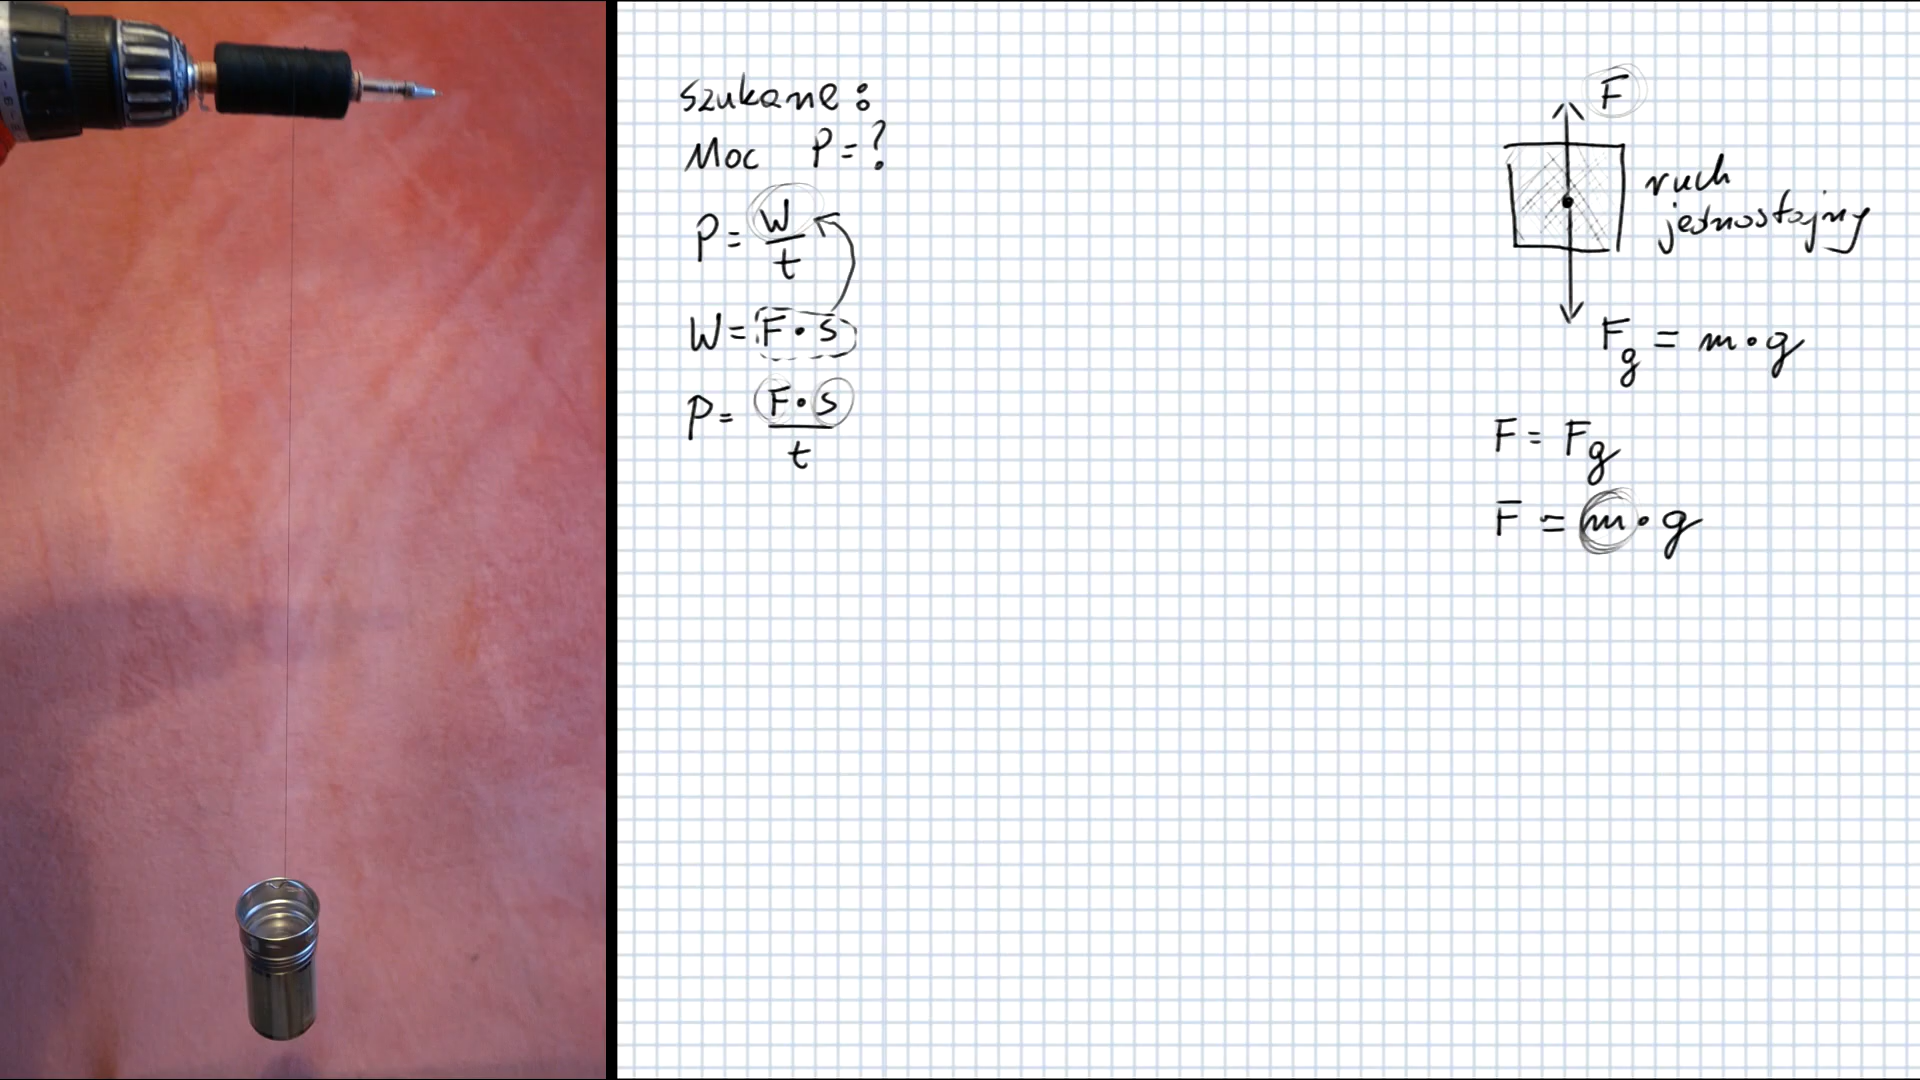 Szukane:
Moc P=?
P = W/t
W = F·s
P = F·s/t
F
ruch
jednostajny
Fg = m·g
F = Fg
F = m·g